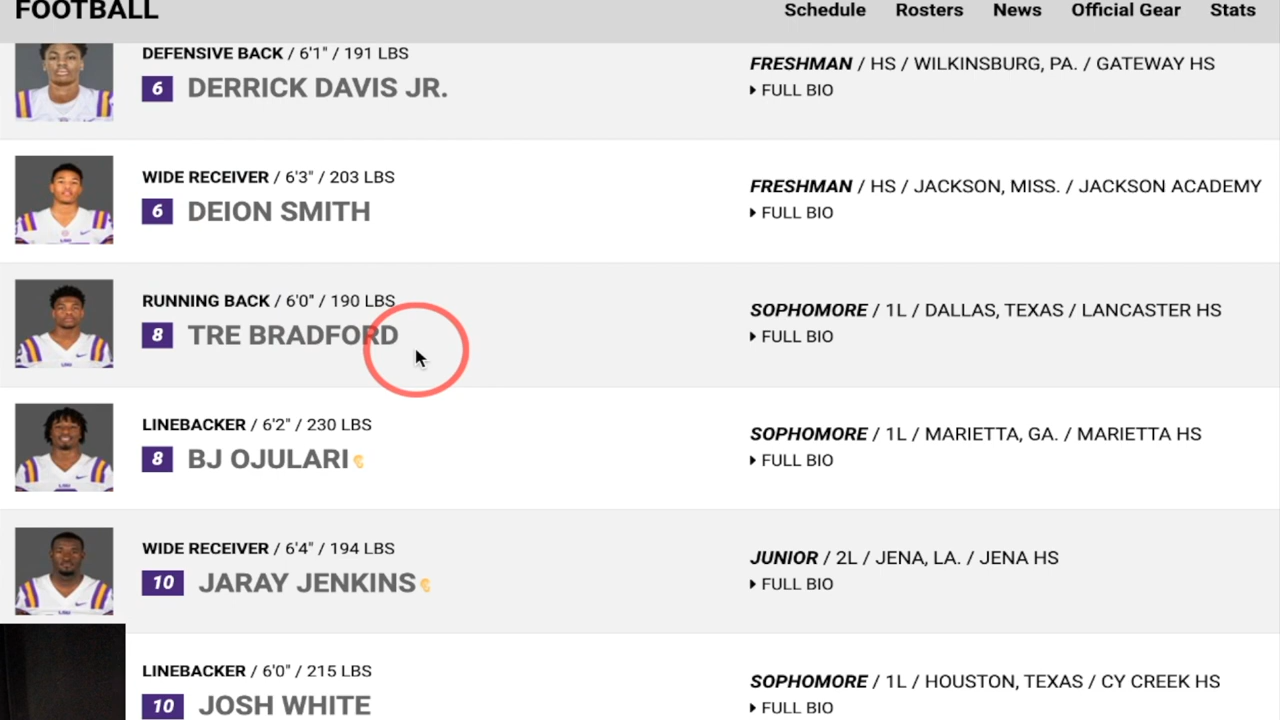 FOOTBALL
Schedule Rosters News Official Gear Stats
DEFENSIVE BACK / 6'1" / 191 LBS
6 DERRICK DAVIS JR.
FRESHMAN / HS / WILKINSBURG, PA. / GATEWAY HS
FULL BIO
WIDE RECEIVER / 6'3" / 203 LBS
6 DEION SMITH
FRESHMAN / HS / JACKSON, MISS. / JACKSON ACADEMY
FULL BIO
RUNNING BACK / 6'0" / 190 LBS
8 TRE BRADFORD
SOPHOMORE / 1L / DALLAS, TEXAS / LANCASTER HS
FULL BIO
LINEBACKER / 6'2" / 230 LBS
8 BJ OJULARI
SOPHOMORE / 1L / MARIETTA, GA. / MARIETTA HS
FULL BIO
WIDE RECEIVER / 6'4" / 194 LBS
10 JARAY JENKINS
JUNIOR / 2L / JENA, LA. / JENA HS
FULL BIO
LINEBACKER / 6'0" / 215 LBS
10 JOSH WHITE
SOPHOMORE / 1L / HOUSTON, TEXAS / CY CREEK HS
FULL BIO